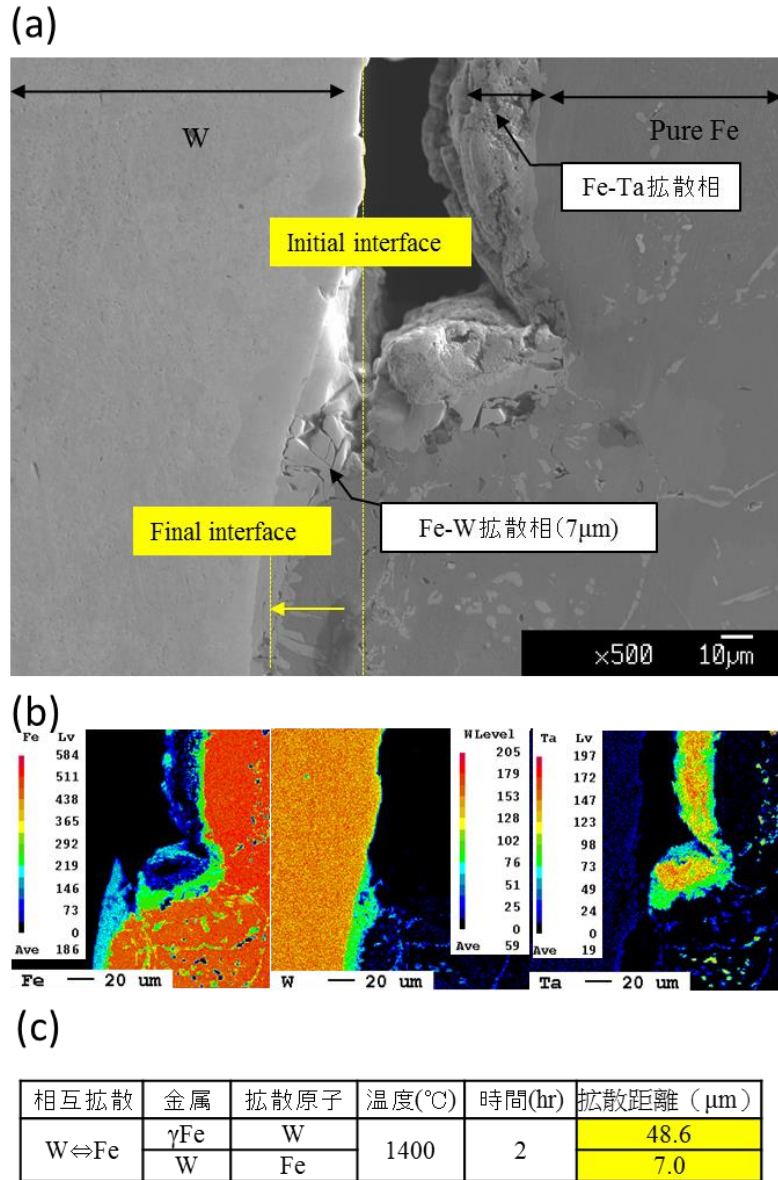 (a)
W
Pure Fe
Fe-Ta拡散相
Initial interface
Final interface
Fe-W拡散相(7μm)
×500 10μm
(b)
Fe Lv
584
511
438
365
292
219
146
73
0
Ave 186
Fe 20 um
W Level
205
179
153
128
102
76
51
25
0
Ave 59
W 20 um
Ta Lv
197
172
148
123
98
73
49
24
0
Ave 19
Ta 20 um
(c)
相互拡散 金属 拡散原子 温度(℃) 時間(hr) 拡散距離（μm）
W⇔Fe γFe W 1400 2 48.6
W Fe 7.0